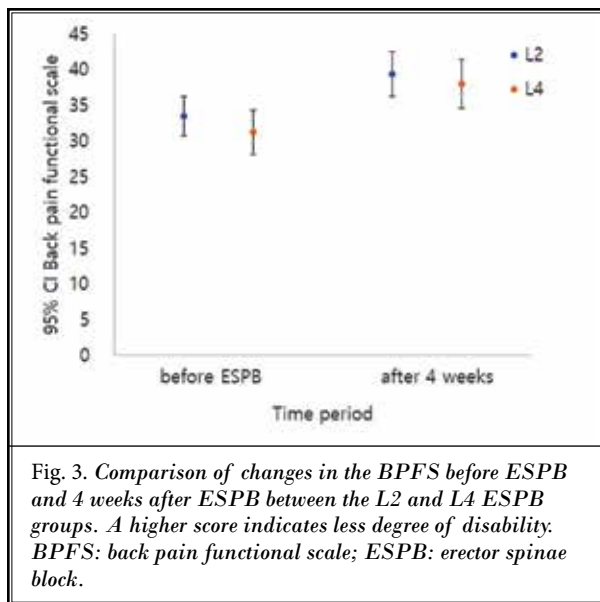 45
40
35
30
25
20
15
10
5
0
95% CI Back pain functional scale
L2
L4
before ESPB after 4 weeks
Time period
Fig. 3. Comparison of changes in the BPFS before ESPB
and 4 weeks after ESPB between the L2 and L4 ESPB
groups. A higher score indicates less degree of disability.
BPFS: back pain functional scale; ESPB: erector spinae
block.